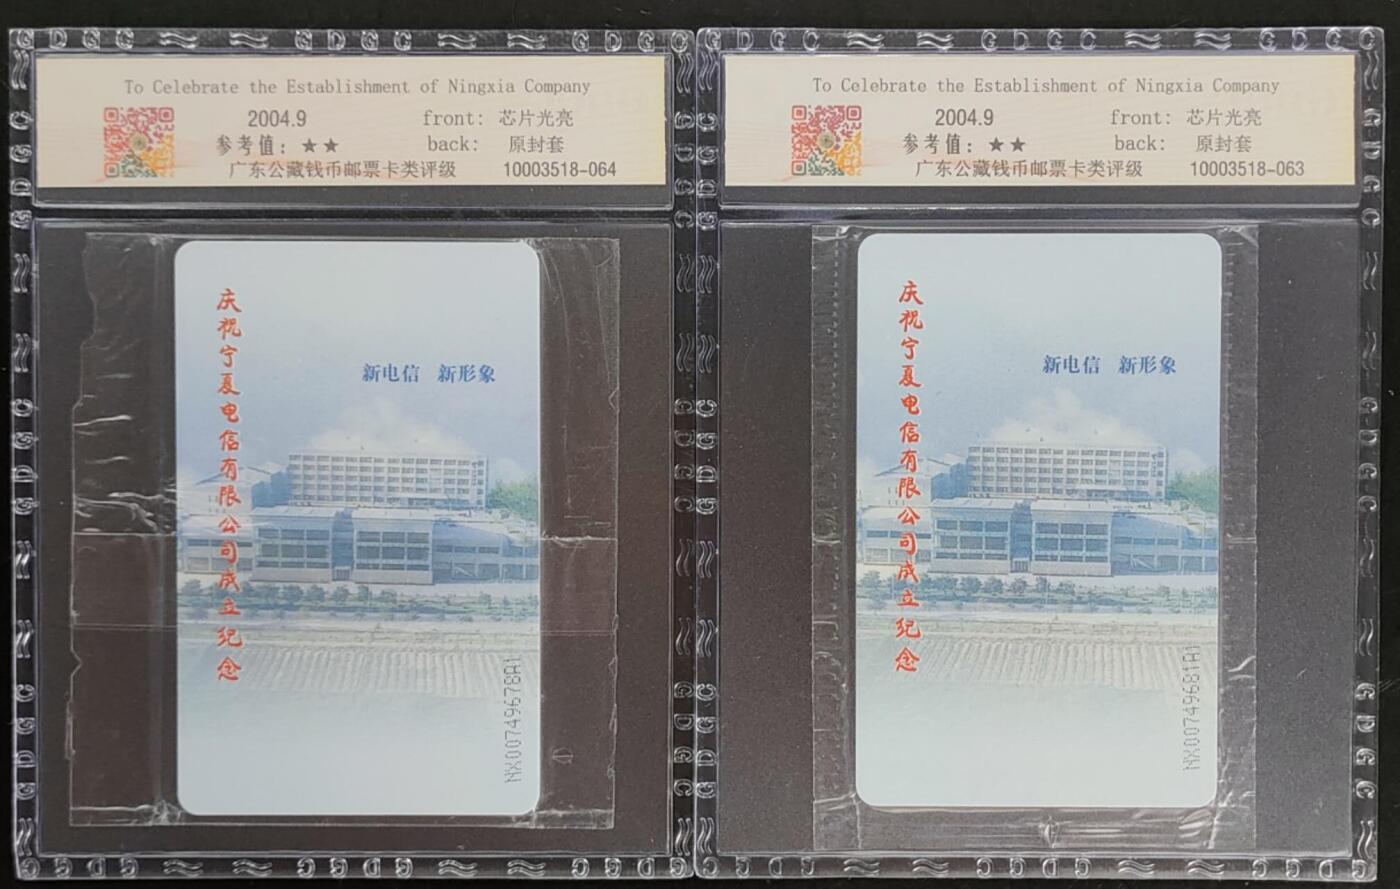 To Celebrate the Establishment of Ningxia Company
2004.9
front: 芯片光亮
参考值: ★★
back: 原封套
广东公藏钱币邮票卡类评级
10003518-064
庆祝宁夏电信有限公司成立纪念
新电信 新形象
NX00749678A1
To Celebrate the Establishment of Ningxia Company
2004.9
front: 芯片光亮
参考值: ★★
back: 原封套
广东公藏钱币邮票卡类评级
10003518-063
庆祝宁夏电信有限公司成立纪念
新电信 新形象
NX00749681A1